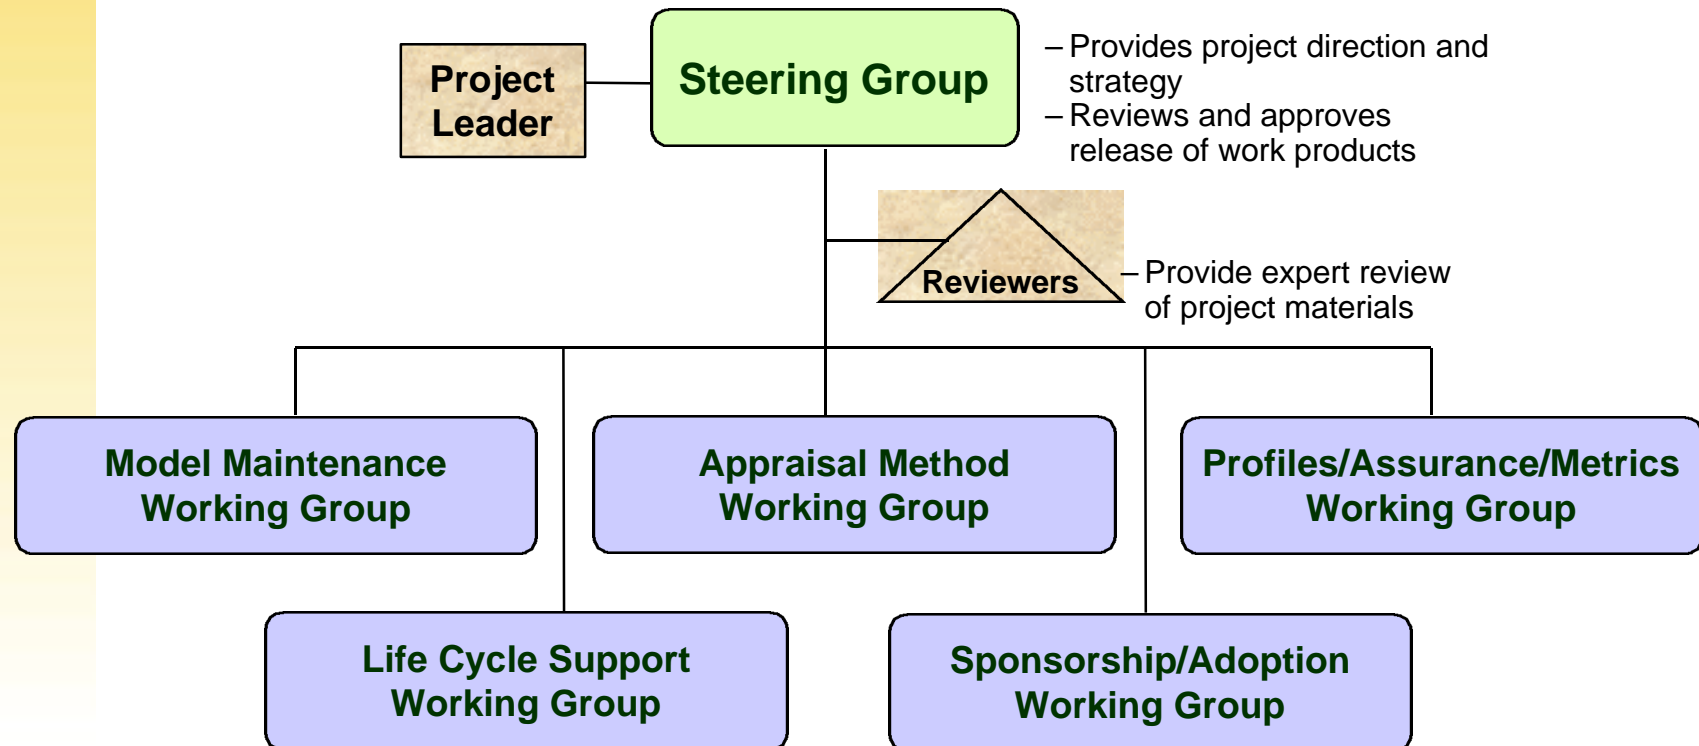 Project
Leader
Steering Group
– Provides project direction and
strategy
– Reviews and approves
release of work products
Reviewers
– Provide expert review
of project materials
Model Maintenance
Working Group
Appraisal Method
Working Group
Profiles/Assurance/Metrics
Working Group
Life Cycle Support
Working Group
Sponsorship/Adoption
Working Group